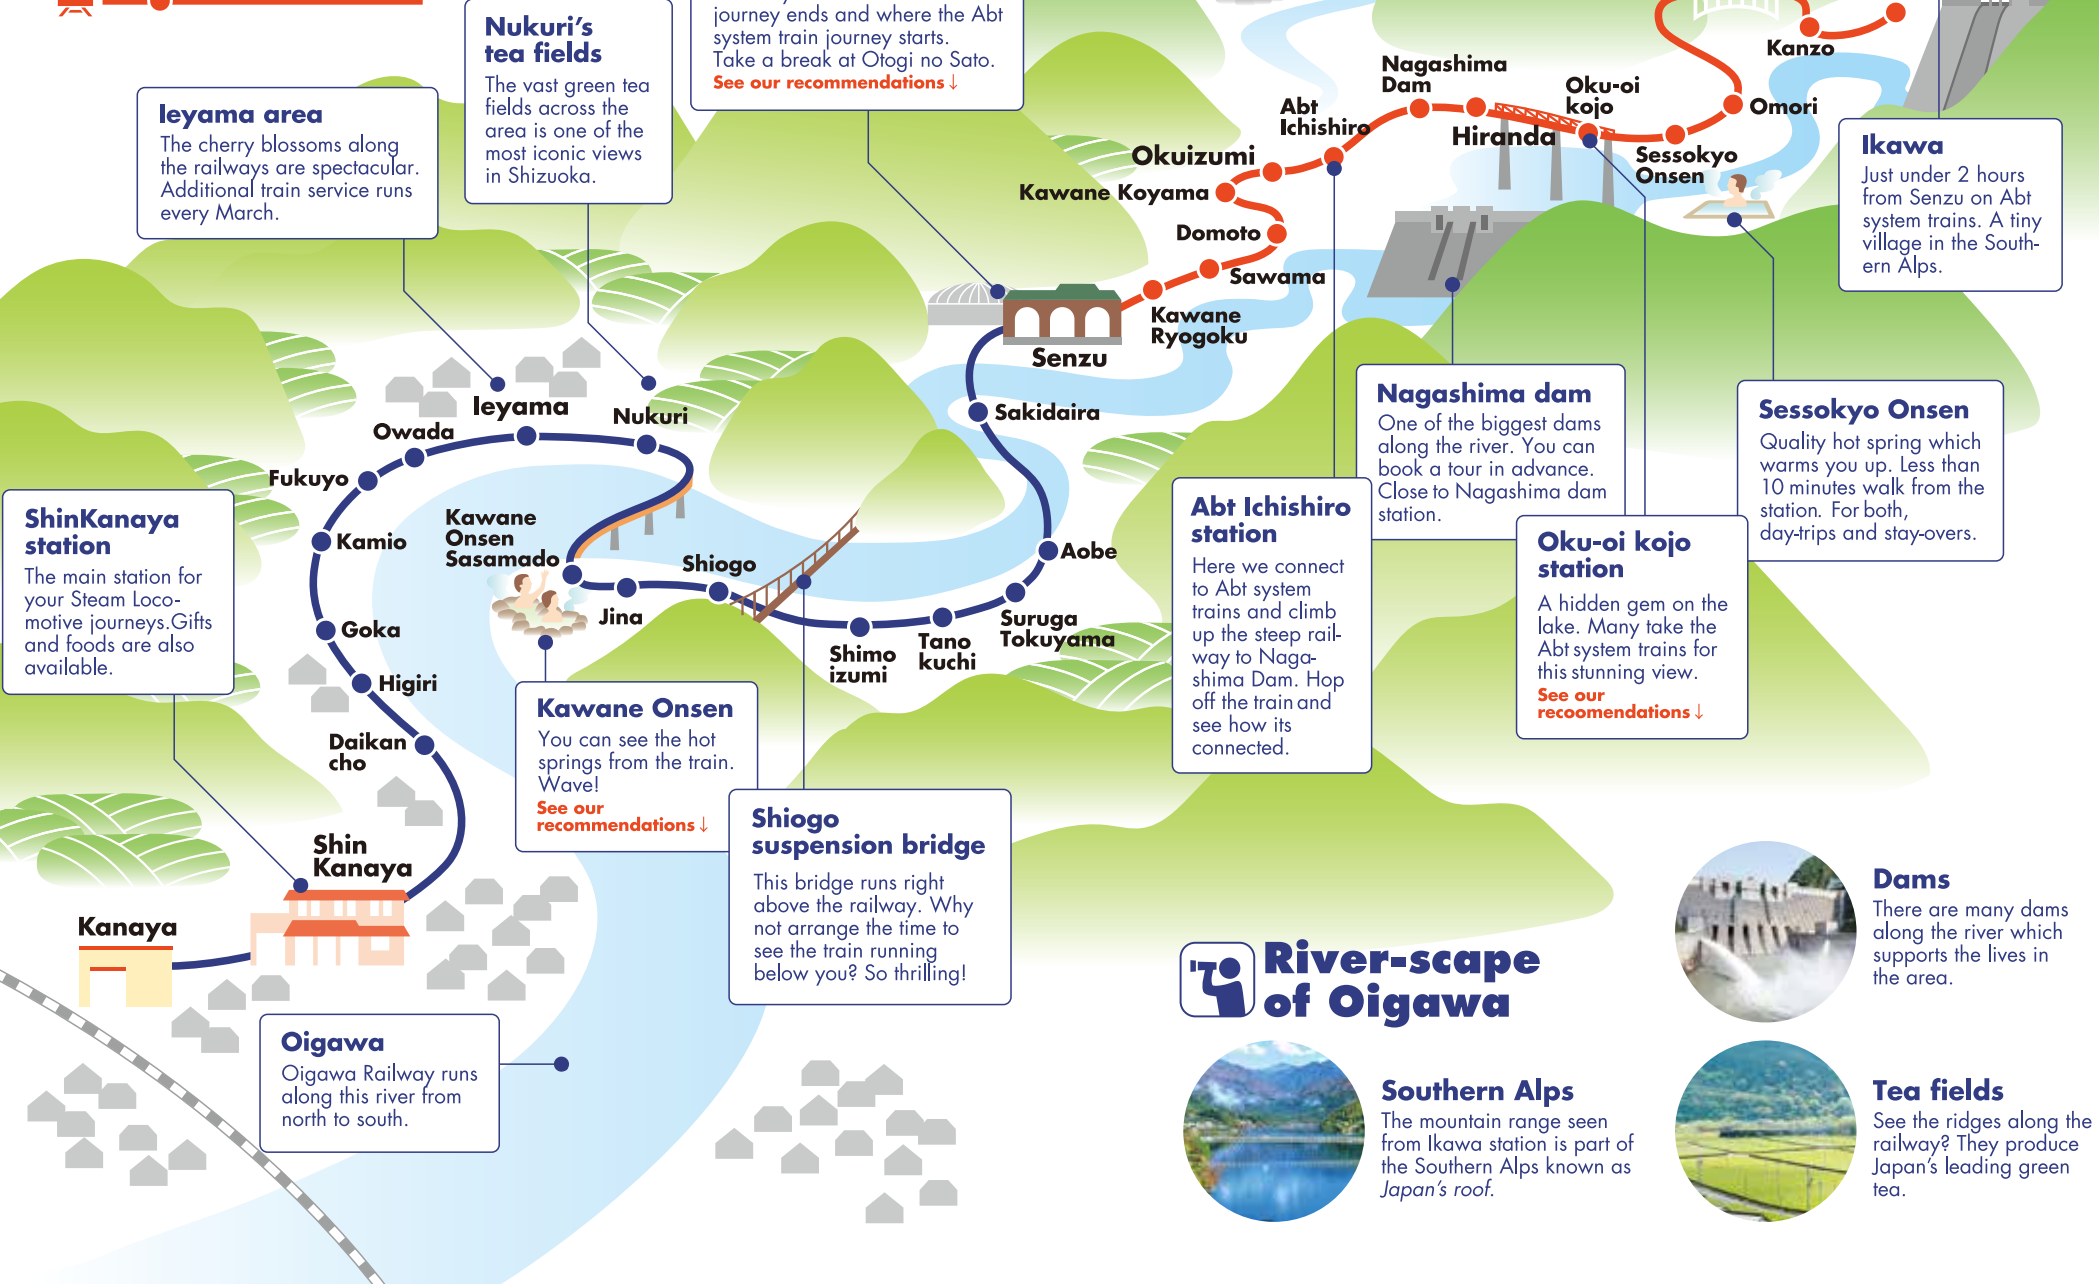 journey ends and where the Abt
system train journey starts.
Take a break at Otogi no Sato.
See our recommendations ↓
Nukuri's
tea fields
The vast green tea
fields across the
area is one of the
most iconic views
in Shizuoka.
Ieyama area
The cherry blossoms along
the railways are spectacular.
Additional train service runs
every March.
Kanzo
Nagashima
Dam
Oku-oi
kojo
Omori
Abt
Ichishiro
Hiranda
Okuizumi
Sessokyo
Onsen
Kawane Koyama
Domoto
Sawama
Kawane
Ryogoku
Senzu
Ikawa
Just under 2 hours
from Senzu on Abt
system trains. A tiny
village in the South-
ern Alps.
Sakidaira
Ieyama
Nukuri
Owada
Fukuyo
Kamio
Kawane
Onsen
Sasamado
Shiogo
Aobe
Jina
Suruga
Tokuyama
Tano
kuchi
Shimo
izumi
Goka
Higiri
Daikan
cho
Shin
Kanaya
Kanaya
ShinKanaya
station
The main station for
your Steam Loco-
motive journeys.Gifts
and foods are also
available.
Nagashima dam
One of the biggest dams
along the river. You can
book a tour in advance.
Close to Nagashima dam
station.
Sessokyo Onsen
Quality hot spring which
warms you up. Less than
10 minutes walk from the
station. For both,
day-trips and stay-overs.
Abt Ichishiro
station
Here we connect
to Abt system
trains and climb
up the steep rail-
way to Naga-
shima Dam. Hop
off the train and
see how its
connected.
Oku-oi kojo
station
A hidden gem on the
lake. Many take the
Abt system trains for
this stunning view.
See our
recoomendations ↓
Kawane Onsen
You can see the hot
springs from the train.
Wave!
See our
recommendations ↓
Shiogo
suspension bridge
This bridge runs right
above the railway. Why
not arrange the time to
see the train running
below you? So thrilling!
Oigawa
Oigawa Railway runs
along this river from
north to south.
River-scape
of Oigawa
Dams
There are many dams
along the river which
supports the lives in
the area.
Southern Alps
The mountain range seen
from Ikawa station is part of
the Southern Alps known as
Japan's roof.
Tea fields
See the ridges along the
railway? They produce
Japan's leading green
tea.